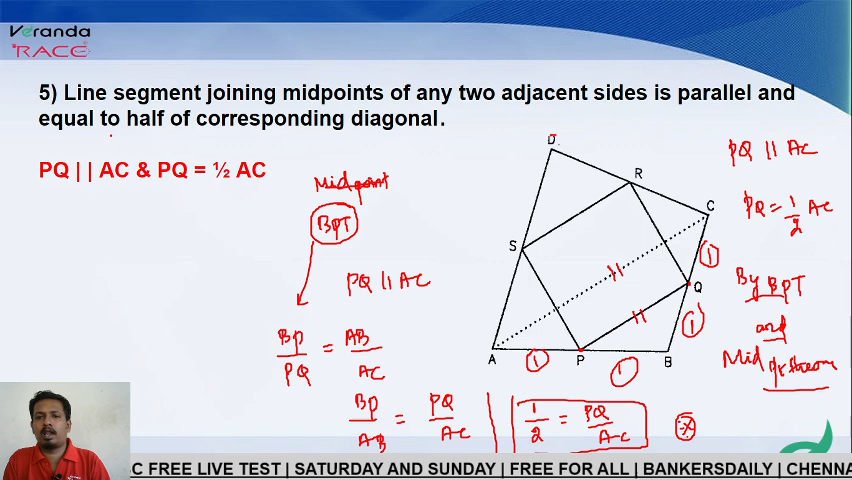 Veranda
RACE
5) Line segment joining midpoints of any two adjacent sides is parallel and
equal to half of corresponding diagonal.
PQ | | AC & PQ = ½ AC
Midpoint
BPT
PQ || AC
BP/PQ = AB/AC
BP/AB = PQ/AC
1/2 = PQ/AC
D
R
C
S
Q
A
P
B
1
1
1
1
PQ || AC
PQ = 1/2 AC
By BPT
and
Mid pt theorem
CC FREE LIVE TEST | SATURDAY AND SUNDAY | FREE FOR ALL | BANKERSDAILY | CHENNA